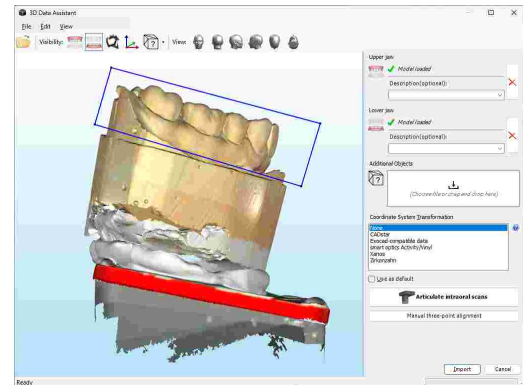 3D Data Assistant
File Edit View
Visibility: View:
Upper jaw
Model loaded
Description(optional):
Lower jaw
Model loaded
Description(optional):
Additional Objects
(Choose file or drag and drop here)
Coordinate System Transformation
None
CADstar
Exocad-compatible data
smart optics Activity/Vinyl
Xanos
Zirkonzahn
Use as default
Articulate intraoral scans
Manual three-point alignment
Import Cancel
Ready